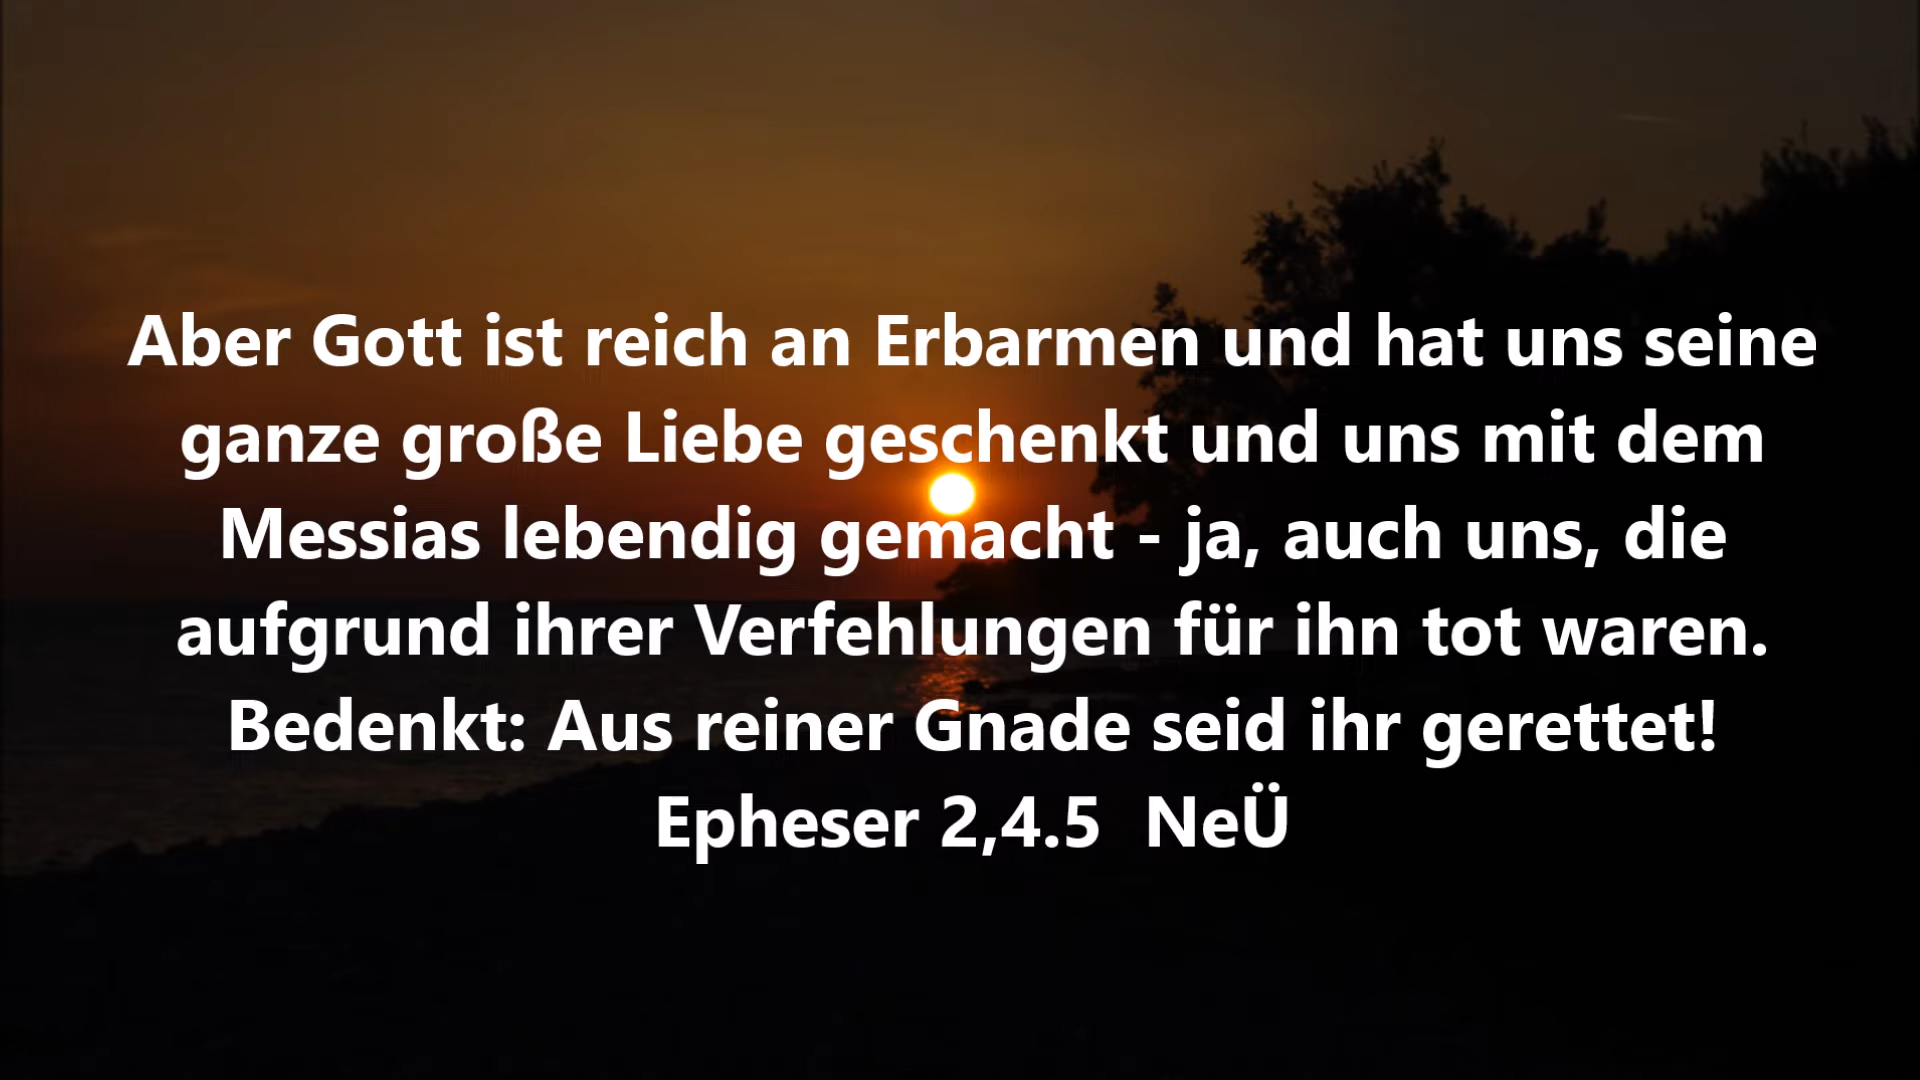 Aber Gott ist reich an Erbarmen und hat uns seine
ganze große Liebe geschenkt und uns mit dem
Messias lebendig gemacht - ja, auch uns, die
aufgrund ihrer Verfehlungen für ihn tot waren.
Bedenkt: Aus reiner Gnade seid ihr gerettet!
Epheser 2,4.5  NeÜ